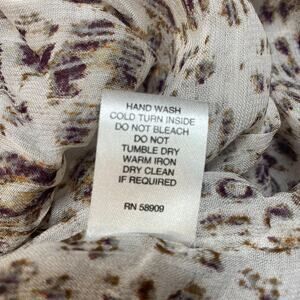 HAND WASH
COLD TURN INSIDE
DO NOT BLEACH
DO NOT
TUMBLE DRY
WARM IRON
DRY CLEAN
IF REQUIRED
RN 58909